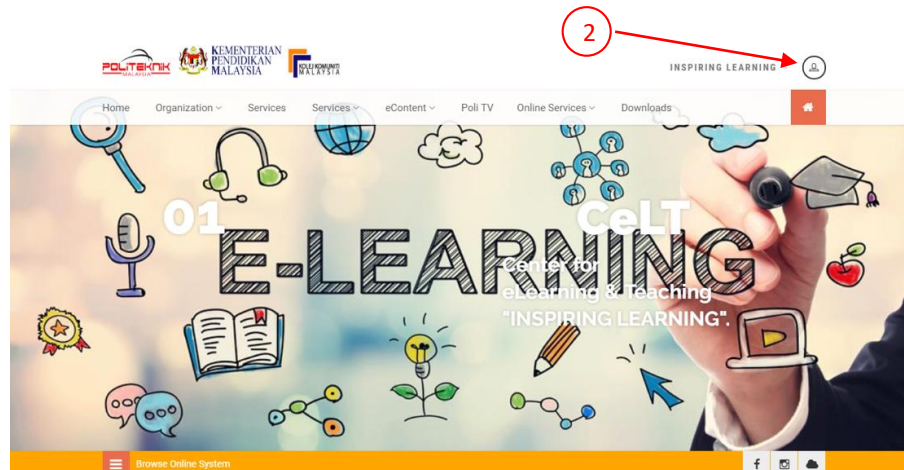 2
POLITEKNIK
MALAYSIA
KEMENTERIAN
PENDIDIKAN
MALAYSIA
KOLEJ KOMUNITI
MALAYSIA
INSPIRING LEARNING
Home Organization Services Services eContent Poli TV Online Services Downloads
01
CeLT
E-LEARNING
Center for
eLearning & Teaching
"INSPIRING LEARNING".
Browse Online System